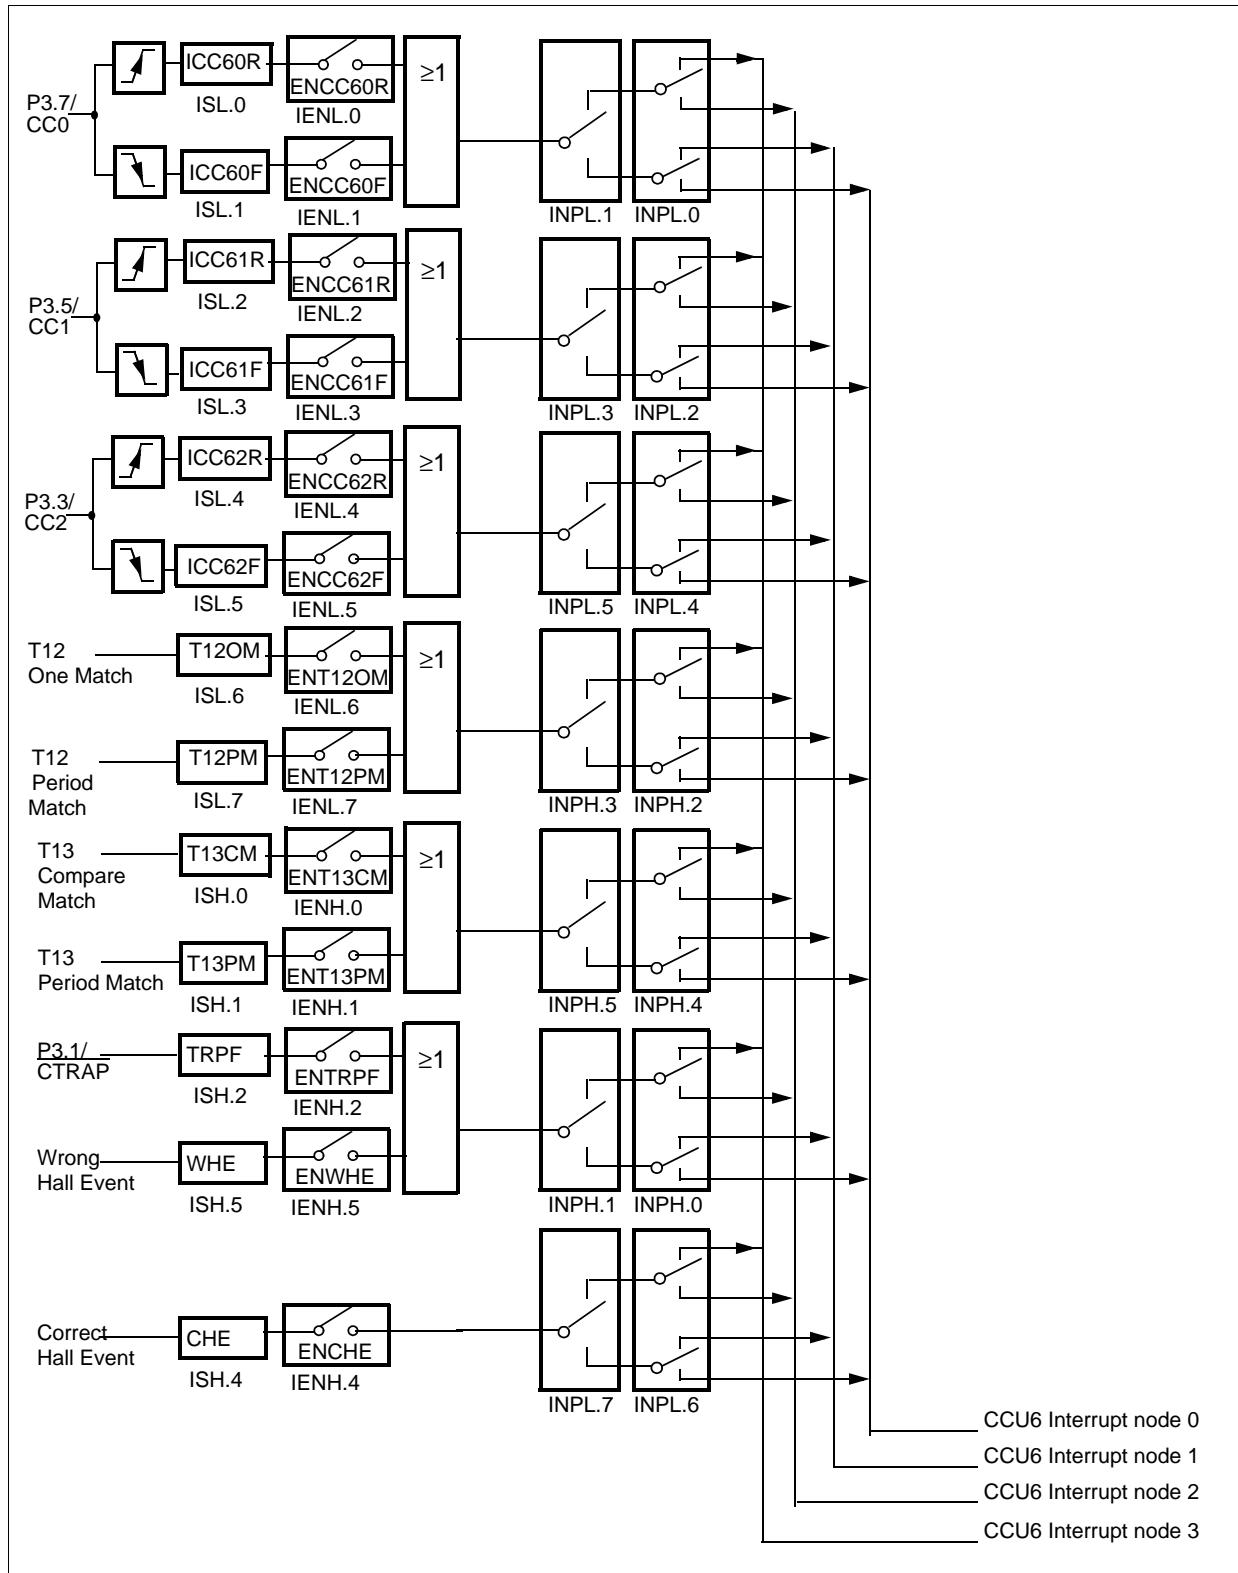 ICC60R
ENCC60R
≥1
P3.7/
CC0
ISL.0
IENL.0
ICC60F
ENCC60F
ISL.1
IENL.1
INPL.1
INPL.0
ICC61R
ENCC61R
≥1
P3.5/
CC1
ISL.2
IENL.2
ICC61F
ENCC61F
ISL.3
IENL.3
INPL.3
INPL.2
ICC62R
ENCC62R
≥1
P3.3/
CC2
ISL.4
IENL.4
ICC62F
ENCC62F
ISL.5
IENL.5
INPL.5
INPL.4
T12
One Match
T12OM
ENT12OM
≥1
ISL.6
IENL.6
T12
Period
Match
T12PM
ENT12PM
ISL.7
IENL.7
INPH.3
INPH.2
T13
Compare
Match
T13CM
ENT13CM
≥1
ISH.0
IENH.0
T13
Period Match
T13PM
ENT13PM
ISH.1
IENH.1
INPH.5
INPH.4
P3.1/
CTRAP
TRPF
ENTRPF
≥1
ISH.2
IENH.2
Wrong
Hall Event
WHE
ENWHE
ISH.5
IENH.5
INPH.1
INPH.0
Correct
Hall Event
CHE
ENCHE
ISH.4
IENH.4
INPL.7
INPL.6
CCU6 Interrupt node 0
CCU6 Interrupt node 1
CCU6 Interrupt node 2
CCU6 Interrupt node 3